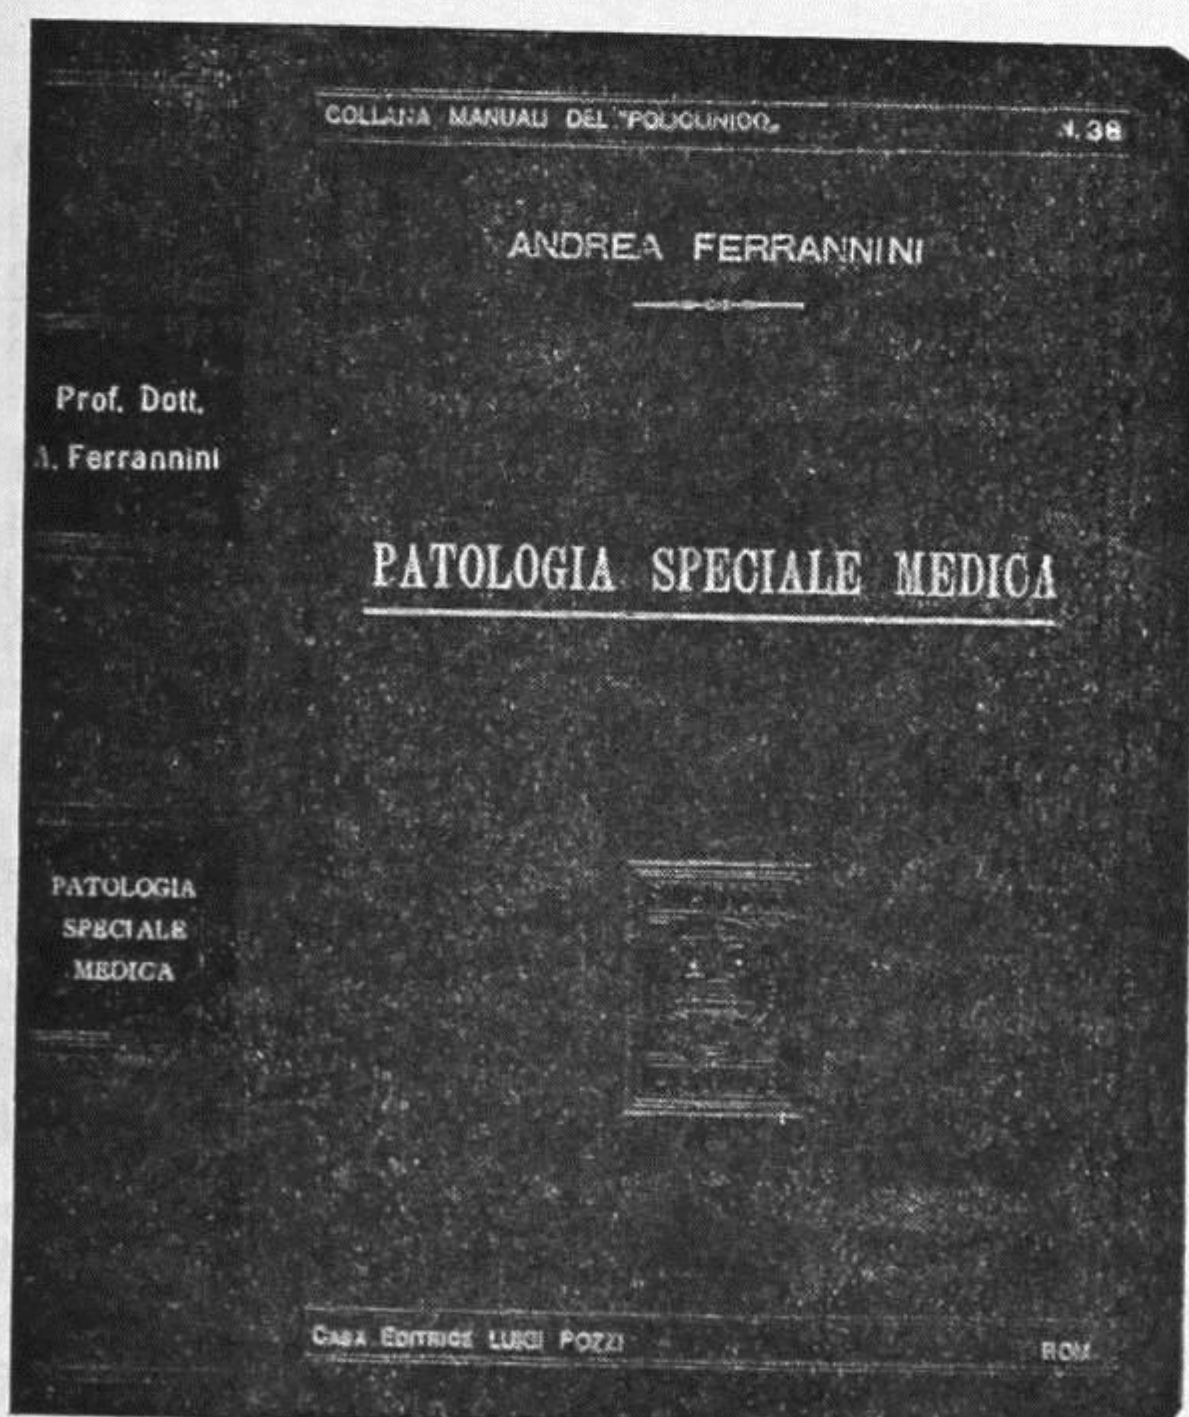 Prof. Dott.
A. Ferrannini
PATOLOGIA
SPECIALE
MEDICA
COLLANA MANUALI DEL "POLICLINICO„ N. 38
ANDREA FERRANNINI
PATOLOGIA SPECIALE MEDICA
CASA EDITRICE LUIGI POZZI ROM